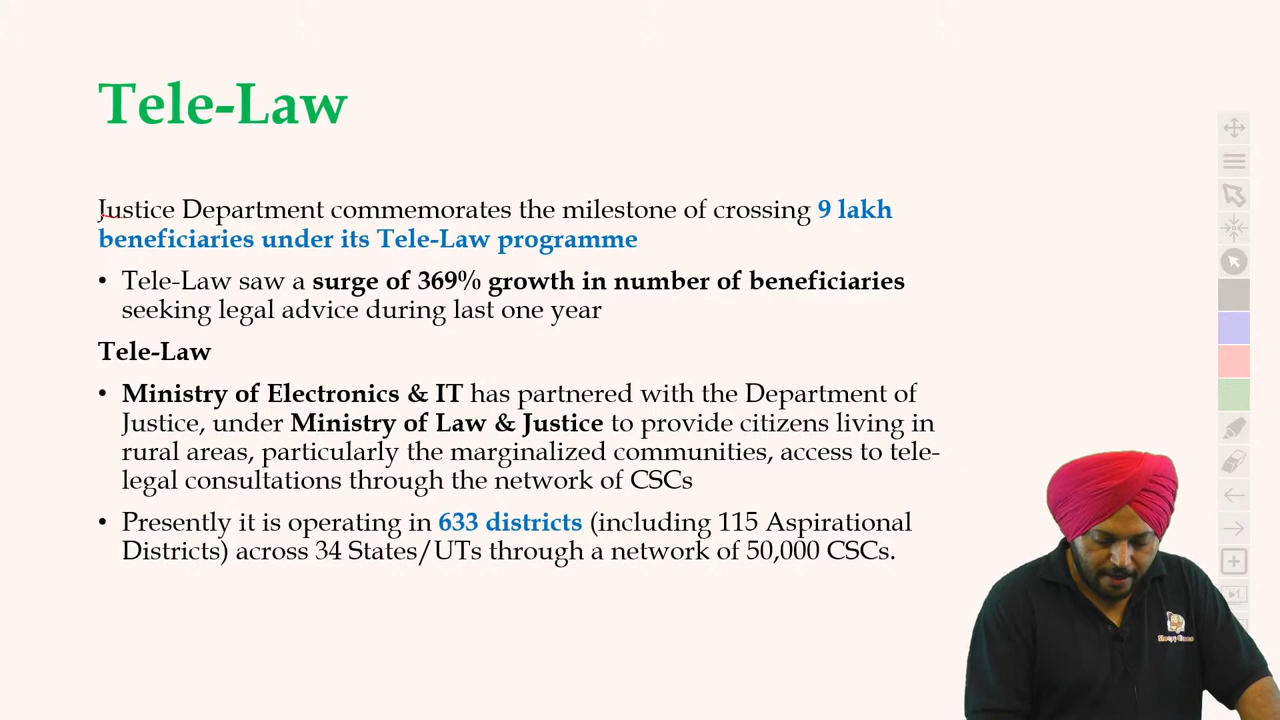 Tele-Law
Justice Department commemorates the milestone of crossing 9 lakh
beneficiaries under its Tele-Law programme
• Tele-Law saw a surge of 369% growth in number of beneficiaries
seeking legal advice during last one year
Tele-Law
• Ministry of Electronics & IT has partnered with the Department of
Justice, under Ministry of Law & Justice to provide citizens living in
rural areas, particularly the marginalized communities, access to tele-
legal consultations through the network of CSCs
• Presently it is operating in 633 districts (including 115 Aspirational
Districts) across 34 States/UTs through a network of 50,000 CSCs.